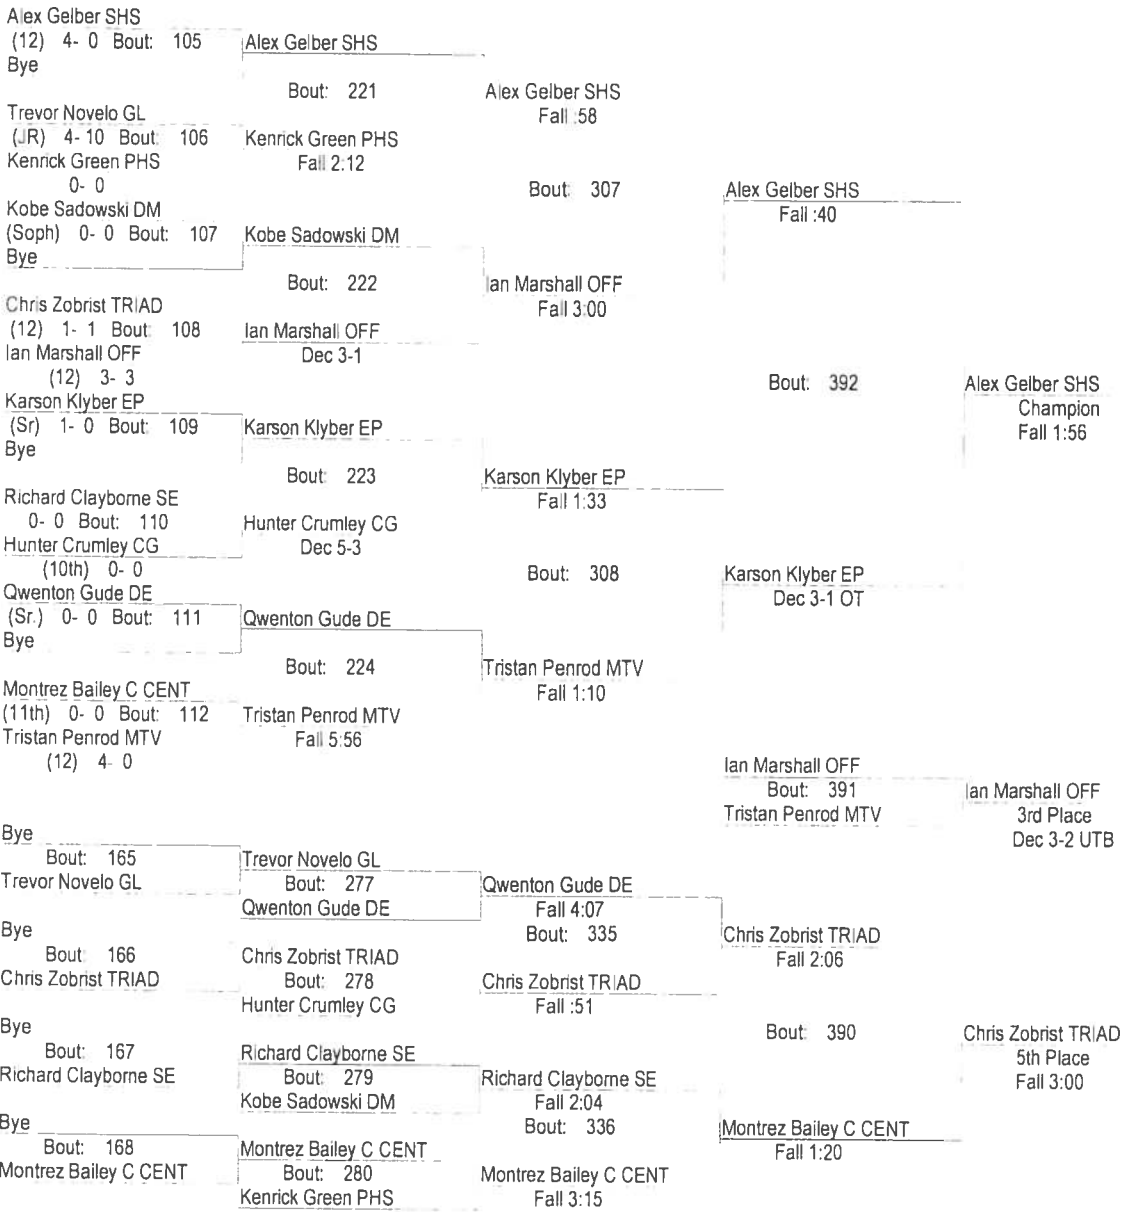 Alex Gelber SHS
(12) 4- 0 Bout: 105
Bye
Trevor Novelo GL
(JR) 4- 10 Bout: 106
Kenrick Green PHS
0- 0
Kobe Sadowski DM
(Soph) 0- 0 Bout: 107
Bye
Chris Zobrist TRIAD
(12) 1- 1 Bout: 108
Ian Marshall OFF
(12) 3- 3
Karson Klyber EP
(Sr) 1- 0 Bout: 109
Bye
Richard Clayborne SE
0- 0 Bout: 110
Hunter Crumley CG
(10th) 0- 0
Qwenton Gude DE
(Sr.) 0- 0 Bout: 111
Bye
Montrez Bailey C CENT
(11th) 0- 0 Bout: 112
Tristan Penrod MTV
(12) 4- 0
Alex Gelber SHS
Bout: 221
Kenrick Green PHS
Fall 2:12
Kobe Sadowski DM
Bout: 222
Ian Marshall OFF
Dec 3-1
Karson Klyber EP
Bout: 223
Hunter Crumley CG
Dec 5-3
Qwenton Gude DE
Bout: 224
Tristan Penrod MTV
Fall 5:56
Alex Gelber SHS
Fall :58
Bout: 307
Ian Marshall OFF
Fall 3:00
Karson Klyber EP
Fall 1:33
Bout: 308
Tristan Penrod MTV
Fall 1:10
Alex Gelber SHS
Fall :40
Bout: 392
Karson Klyber EP
Dec 3-1 OT
Alex Gelber SHS
Champion
Fall 1:56
Ian Marshall OFF
Bout: 391
Tristan Penrod MTV
Ian Marshall OFF
3rd Place
Dec 3-2 UTB
Bye
Bout: 165
Trevor Novelo GL
Bye
Bout: 166
Chris Zobrist TRIAD
Bye
Bout: 167
Richard Clayborne SE
Bye
Bout: 168
Montrez Bailey C CENT
Trevor Novelo GL
Bout: 277
Qwenton Gude DE
Chris Zobrist TRIAD
Bout: 278
Hunter Crumley CG
Richard Clayborne SE
Bout: 279
Kobe Sadowski DM
Montrez Bailey C CENT
Bout: 280
Kenrick Green PHS
Qwenton Gude DE
Fall 4:07
Bout: 335
Chris Zobrist TRIAD
Fall :51
Richard Clayborne SE
Fall 2:04
Bout: 336
Montrez Bailey C CENT
Fall 3:15
Chris Zobrist TRIAD
Fall 2:06
Bout: 390
Montrez Bailey C CENT
Fall 1:20
Chris Zobrist TRIAD
5th Place
Fall 3:00